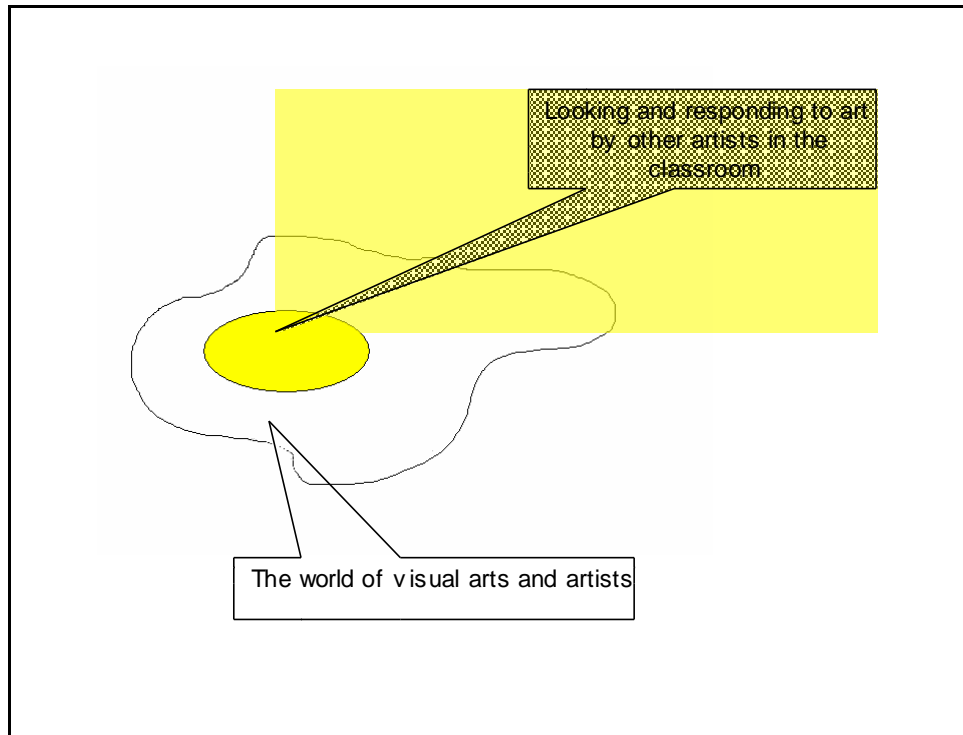 Looking and responding to art
by other artists in the
classroom
The world of visual arts and artists